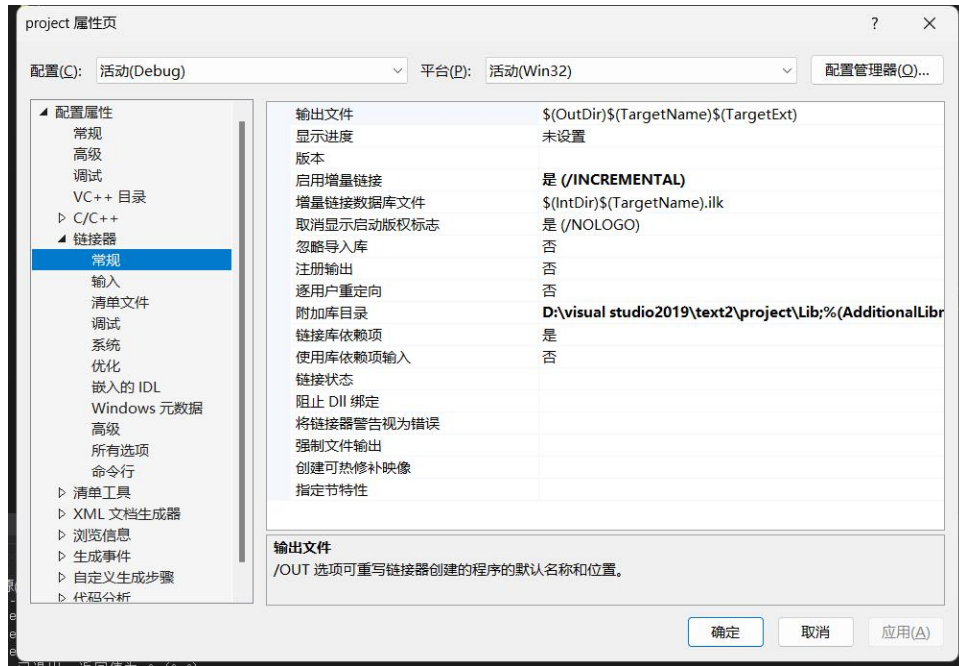 project 属性页
配置(C): 活动(Debug) 平台(P): 活动(Win32) 配置管理器(O)...
配置属性
常规
高级
调试
VC++ 目录
C/C++
链接器
常规
输入
清单文件
调试
系统
优化
嵌入的 IDL
Windows 元数据
高级
所有选项
命令行
清单工具
XML 文档生成器
浏览信息
生成事件
自定义生成步骤
代码分析
输出文件 $(OutDir)$(TargetName)$(TargetExt)
显示进度 未设置
版本
启用增量链接 是 (/INCREMENTAL)
增量链接数据库文件 $(IntDir)$(TargetName).ilk
取消显示启动版权标志 是 (/NOLOGO)
忽略导入库 否
注册输出 否
逐用户重定向 否
附加库目录 D:\visual studio2019\text2\project\Lib;%(AdditionalLibr
链接库依赖项 是
使用库依赖项输入 否
链接状态
阻止 Dll 绑定
将链接器警告视为错误
强制文件输出
创建可热修补映像
指定节特性
输出文件
/OUT 选项可重写链接器创建的程序的默认名称和位置。
确定 取消 应用(A)